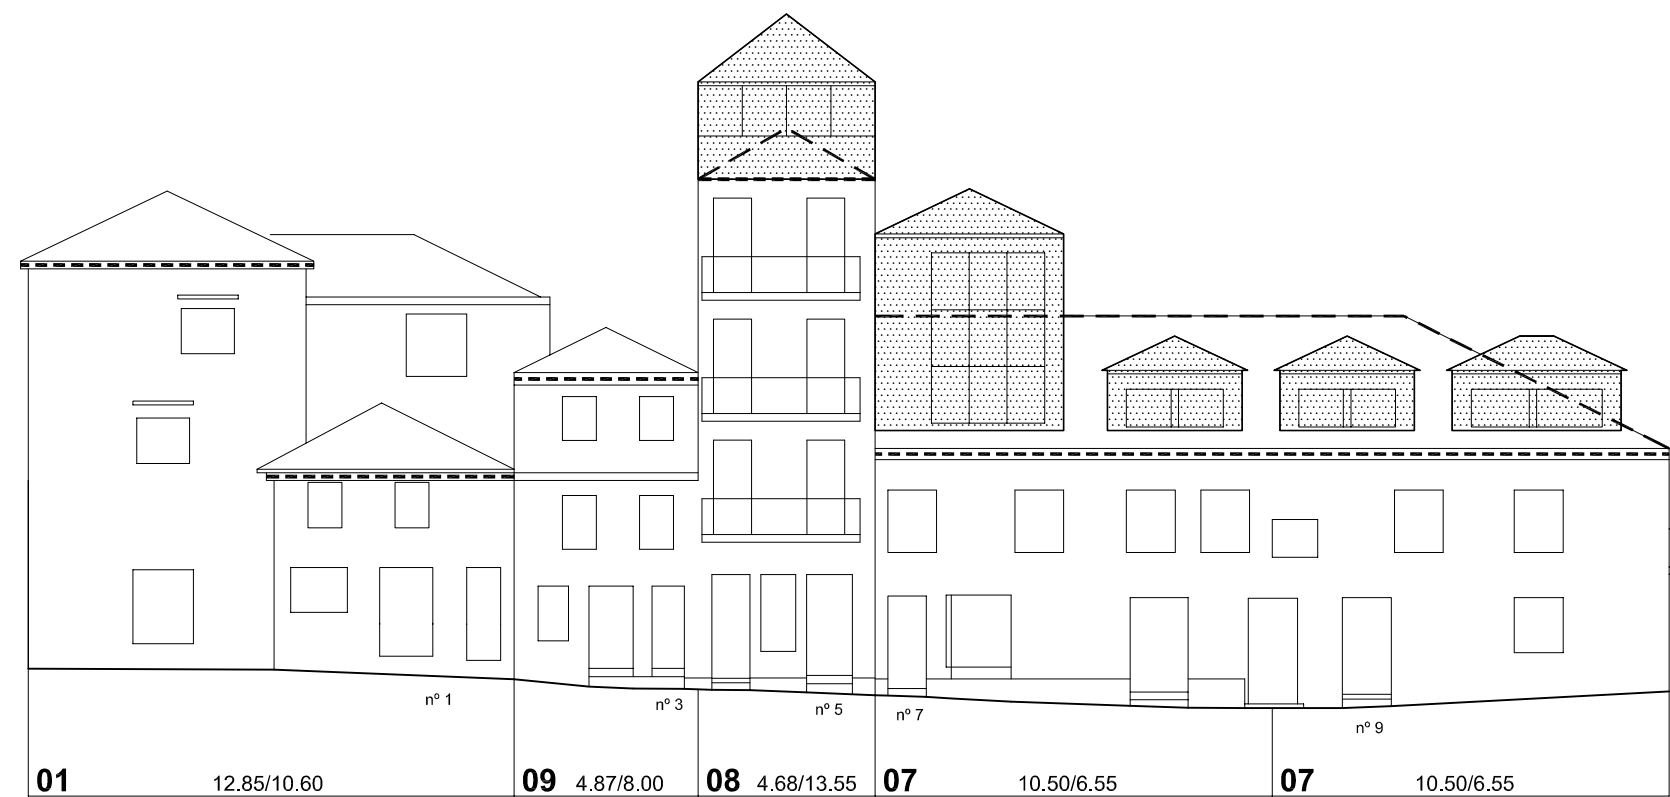 nº 1
nº 3
nº 5
nº 7
nº 9
01 12.85/10.60
09 4.87/8.00
08 4.68/13.55
07 10.50/6.55
07 10.50/6.55